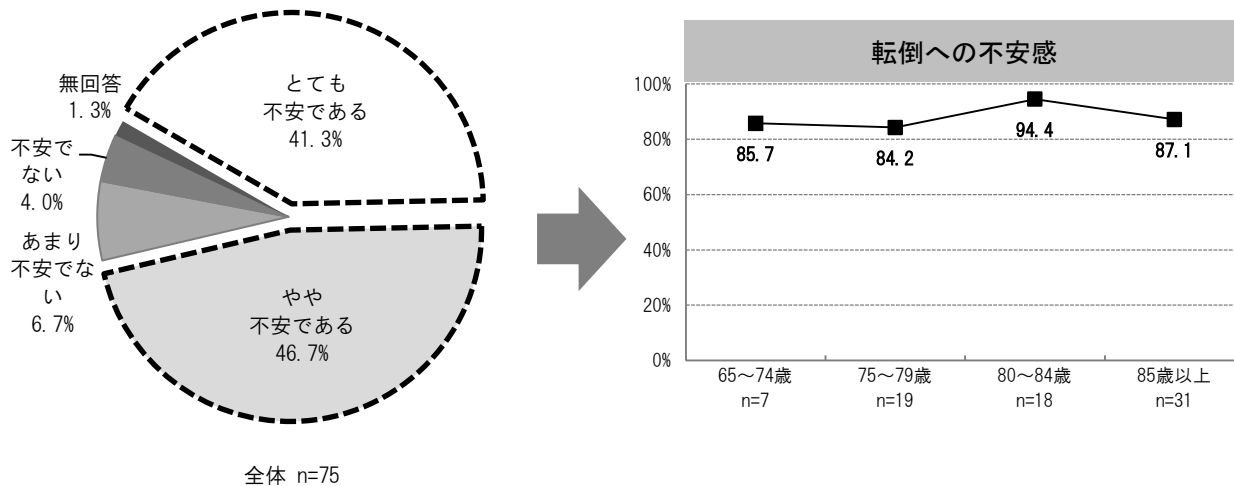 とても
不安である
41.3%
無回答
1.3%
不安で
ない
4.0%
あまり
不安でな
い
6.7%
やや
不安である
46.7%
全体 n=75
転倒への不安感
100%
80%
60%
40%
20%
0%
85.7
84.2
94.4
87.1
65～74歳
n=7
75～79歳
n=19
80～84歳
n=18
85歳以上
n=31